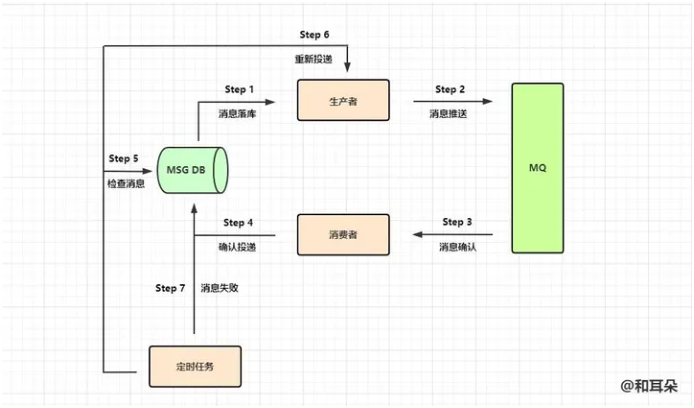 Step 6
重新投递
Step 1
消息落库
生产者
Step 2
消息推送
Step 5
检查消息
MSG DB
MQ
Step 4
确认投递
消费者
Step 3
消息确认
Step 7
消息失败
定时任务
@和耳朵